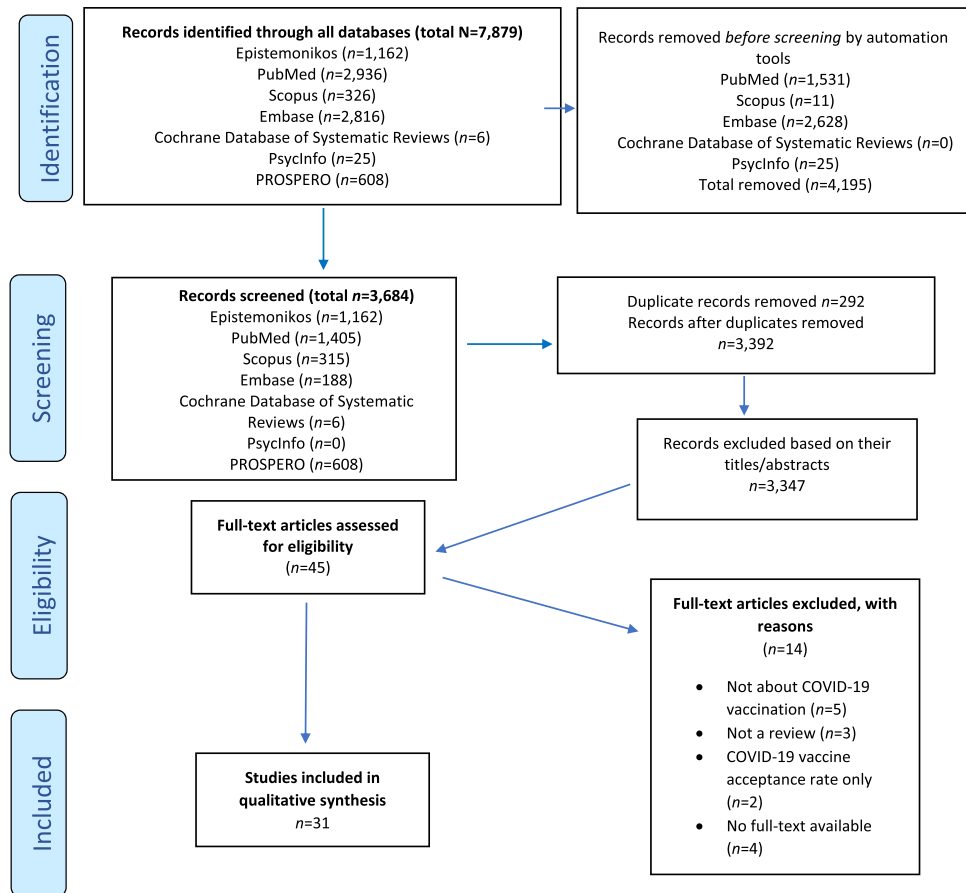 Identification
Records identified through all databases (total N=7,879)
Epistemonikos (n=1,162)
PubMed (n=2,936)
Scopus (n=326)
Embase (n=2,816)
Cochrane Database of Systematic Reviews (n=6)
PsycInfo (n=25)
PROSPERO (n=608)
Records removed before screening by automation
tools
PubMed (n=1,531)
Scopus (n=11)
Embase (n=2,628)
Cochrane Database of Systematic Reviews (n=0)
PsycInfo (n=25)
Total removed (n=4,195)
Screening
Records screened (total n=3,684)
Epistemonikos (n=1,162)
PubMed (n=1,405)
Scopus (n=315)
Embase (n=188)
Cochrane Database of Systematic
Reviews (n=6)
PsycInfo (n=0)
PROSPERO (n=608)
Duplicate records removed n=292
Records after duplicates removed
n=3,392
Records excluded based on their
titles/abstracts
n=3,347
Eligibility
Full-text articles assessed
for eligibility
(n=45)
Full-text articles excluded, with
reasons
(n=14)
• Not about COVID-19
vaccination (n=5)
• Not a review (n=3)
• COVID-19 vaccine
acceptance rate only
(n=2)
• No full-text available
(n=4)
Included
Studies included in
qualitative synthesis
n=31